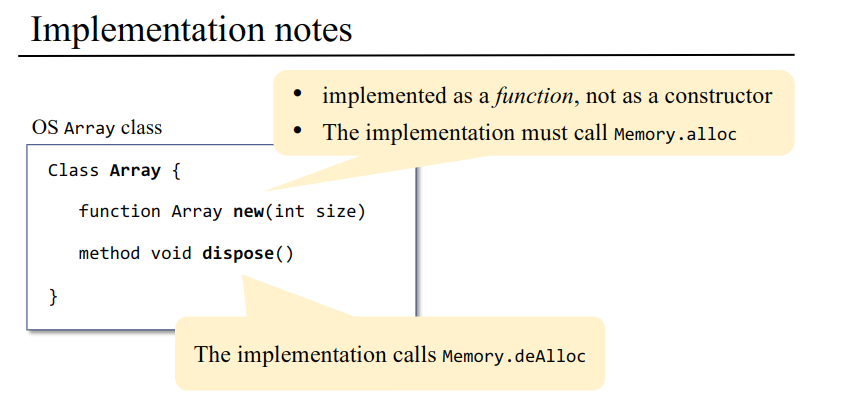 Implementation notes
• implemented as a function, not as a constructor
• The implementation must call Memory.alloc
OS Array class
Class Array {
function Array new(int size)
method void dispose()
}
The implementation calls Memory.deAlloc